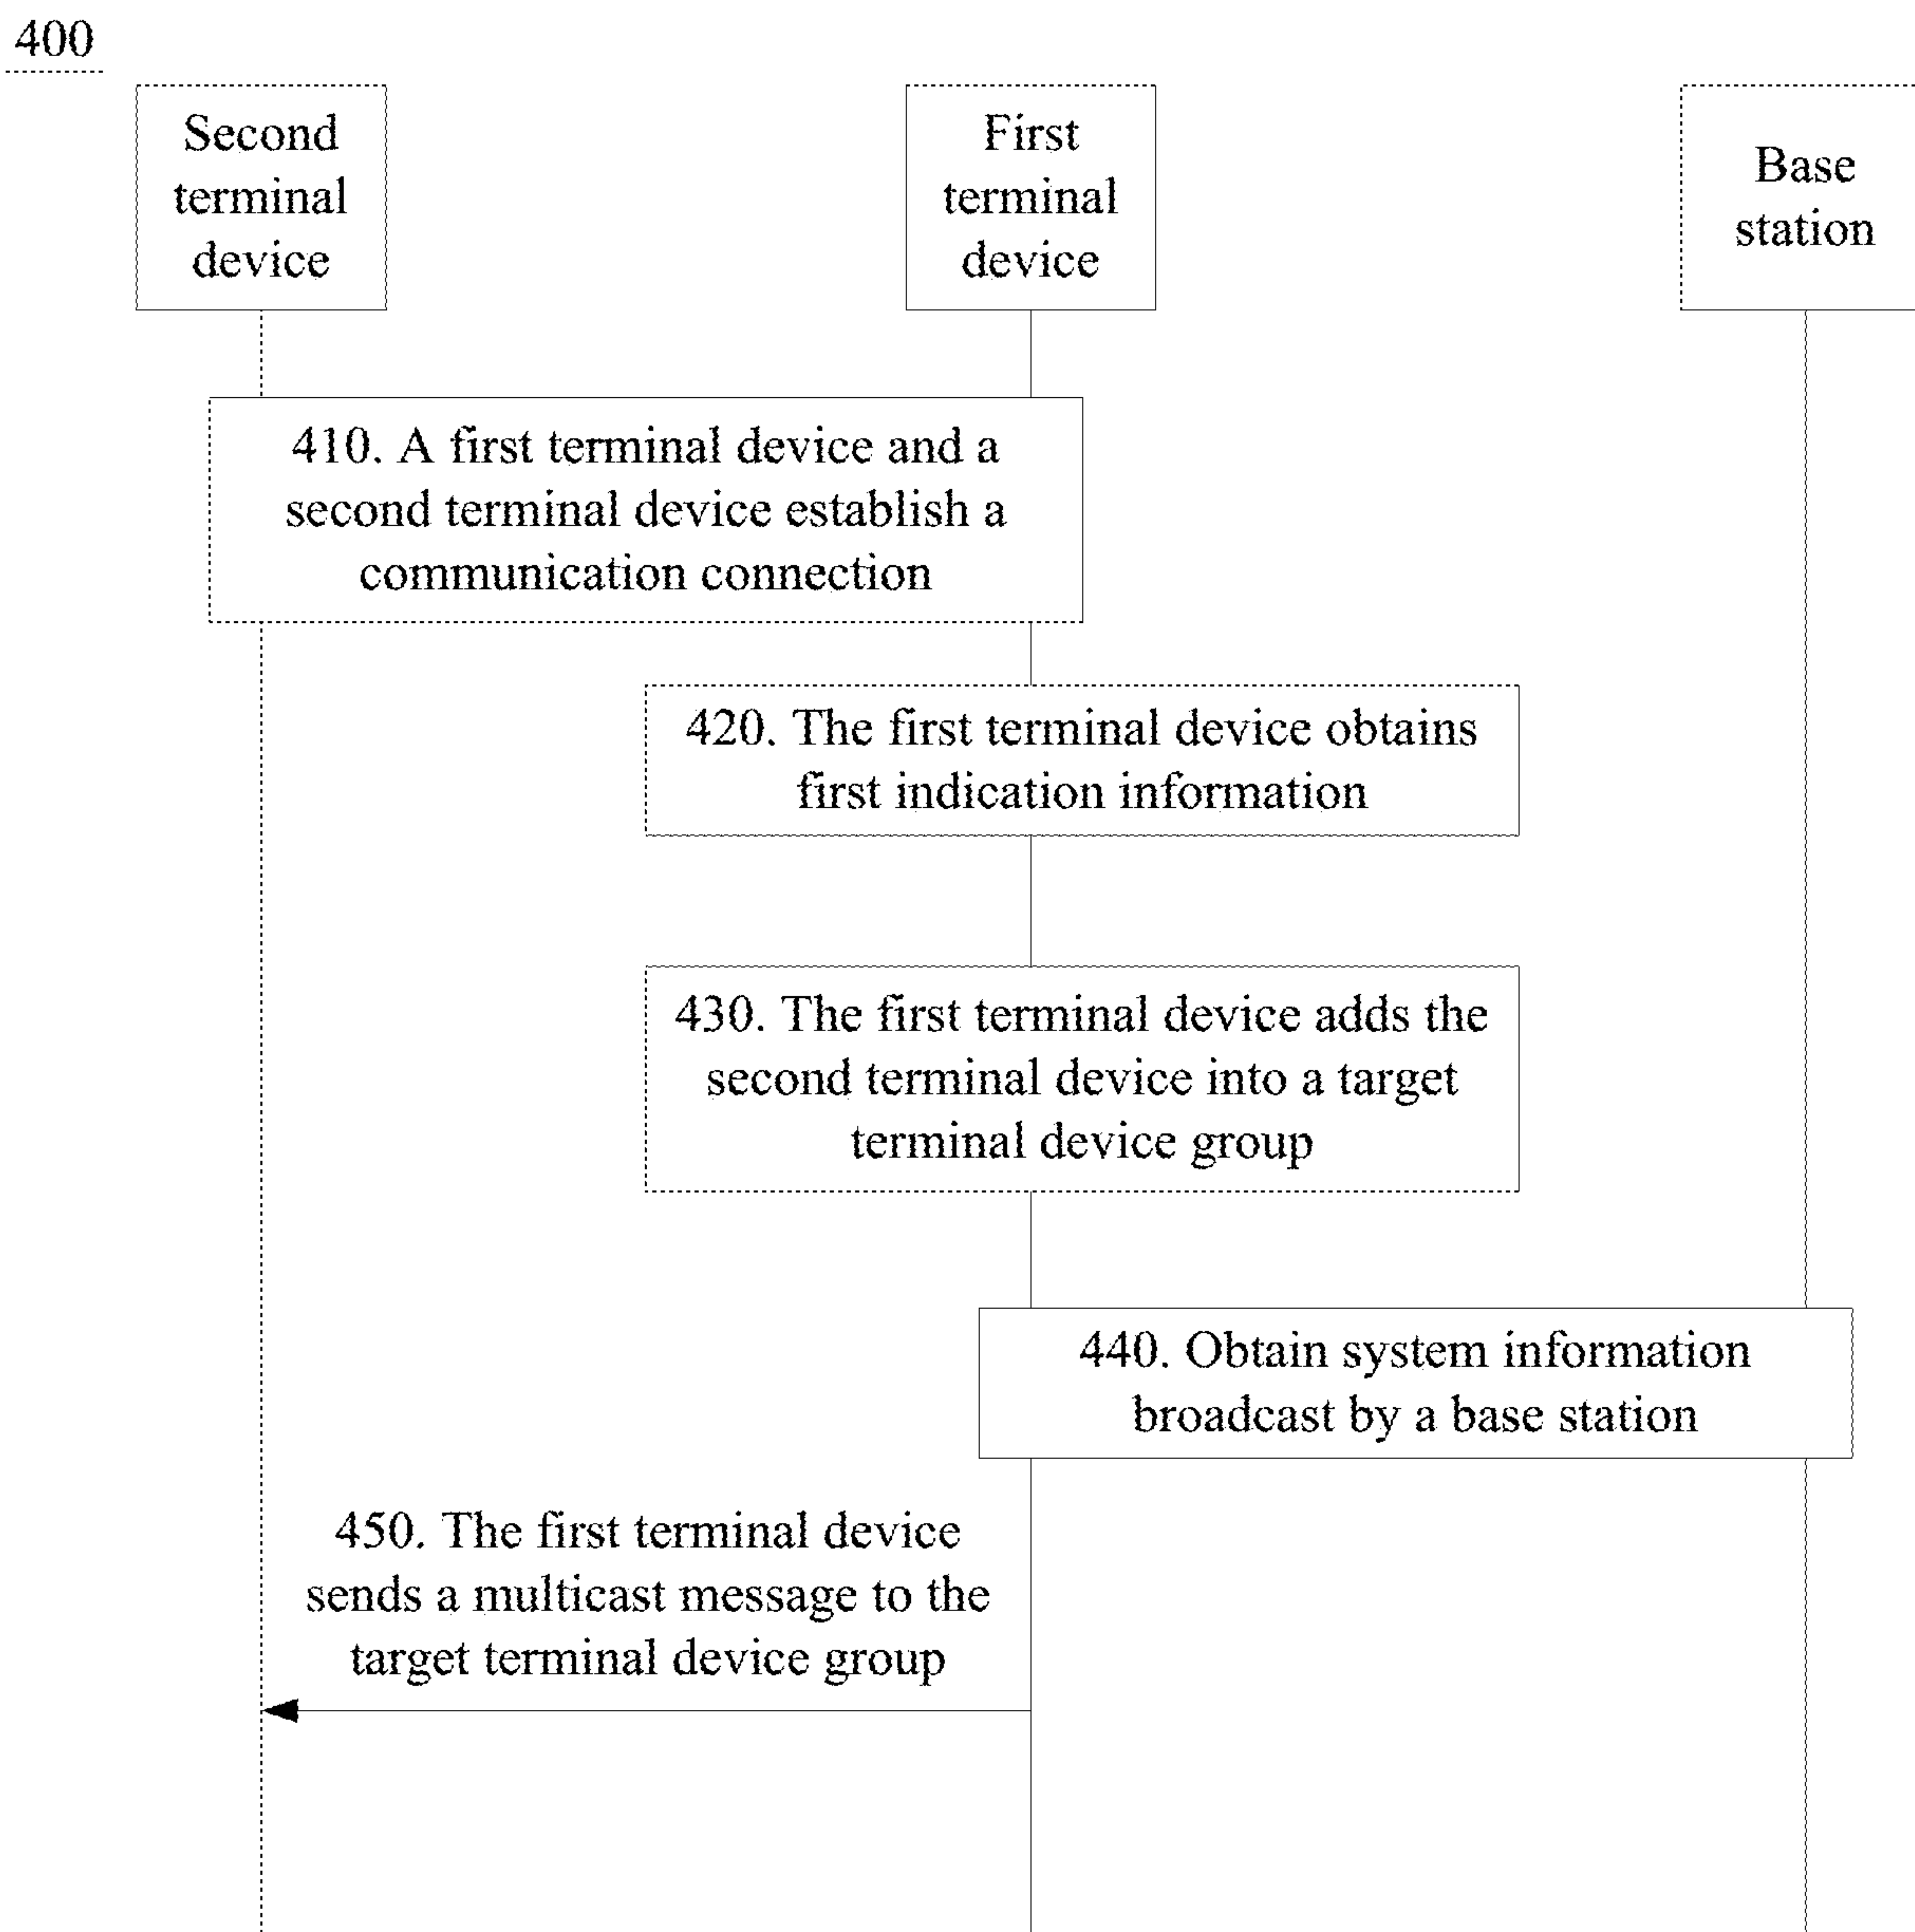 400
Second
terminal
device
First
terminal
device
Base
station
410. A first terminal device and a
second terminal device establish a
communication connection
420. The first terminal device obtains
first indication information
430. The first terminal device adds the
second terminal device into a target
terminal device group
440. Obtain system information
broadcast by a base station
450. The first terminal device
sends a multicast message to the
target terminal device group